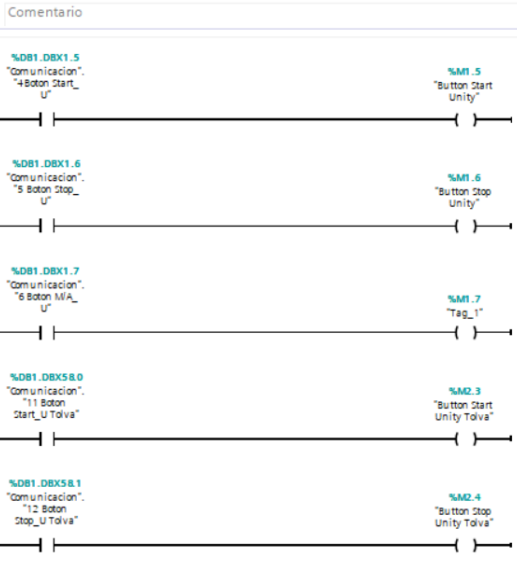 Comentario
%DB1.DBX1.5
"Comunicacion".
"4Boton Start_
U"
%M1.5
"Button Start
Unity"
%DB1.DBX1.6
"Comunicacion".
"5 Boton Stop_
U"
%M1.6
"Button Stop
Unity"
%DB1.DBX1.7
"Comunicacion".
"6 Boton M/A_
U"
%M1.7
"Tag_1"
%DB1.DBX58.0
"Comunicacion".
"11 Boton
Start_U Tolva"
%M2.3
"Button Start
Unity Tolva"
%DB1.DBX58.1
"Comunicacion".
"12 Boton
Stop_U Tolva"
%M2.4
"Button Stop
Unity Tolva"